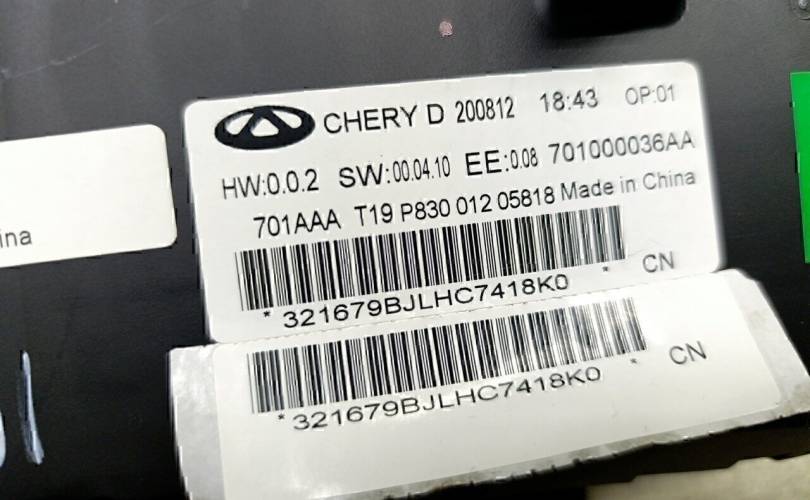 CHERY D 200812 18:43 OP:01
HW:0.0.2 SW:00.04.10 EE:0.08 701000036AA
701AAA T19 P830 012 05818 Made in China
*321679BJLHC7418K0* CN
*321679BJLHC7418K0* CN
ina